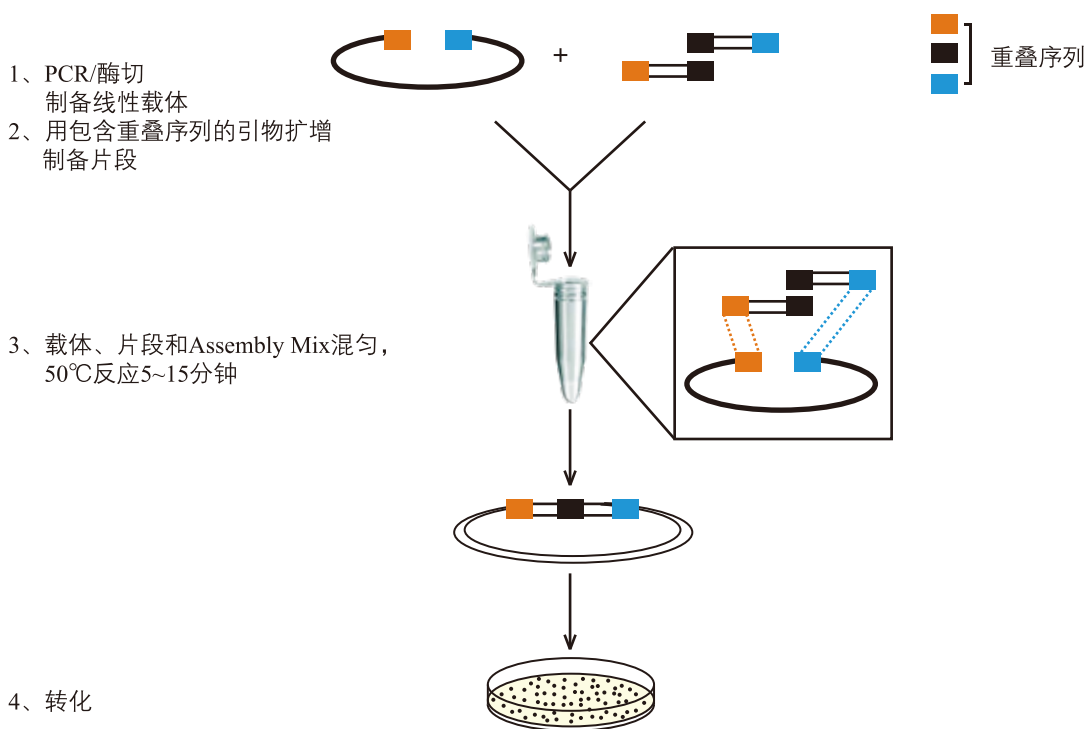 +
重叠序列
1、PCR/酶切
制备线性载体
2、用包含重叠序列的引物扩增
制备片段
3、载体、片段和Assembly Mix混匀，
50℃反应5~15分钟
4、转化